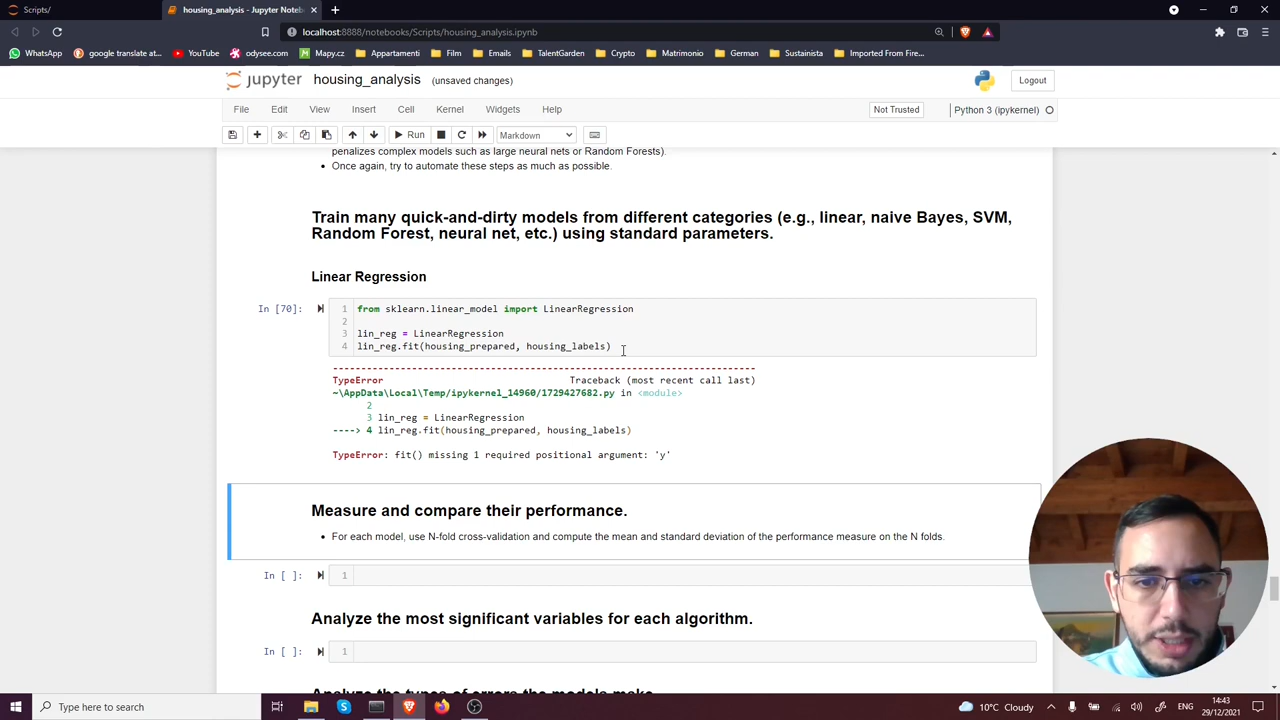 Scripts/
housing_analysis - Jupyter Noteb
localhost:8888/notebooks/Scripts/housing_analysis.ipynb
WhatsApp
google translate at...
YouTube
odysee.com
Mapy.cz
Appartamenti
Film
Emails
TalentGarden
Crypto
Matrimonio
German
Sustainista
Imported From Fire...
jupyter housing_analysis (unsaved changes)
Logout
File Edit View Insert Cell Kernel Widgets Help
Not Trusted
Python 3 (ipykernel)
Run
Markdown
penalizes complex models such as large neural nets or Random Forests).
• Once again, try to automate these steps as much as possible.
Train many quick-and-dirty models from different categories (e.g., linear, naive Bayes, SVM,
Random Forest, neural net, etc.) using standard parameters.
Linear Regression
In [70]:
1 from sklearn.linear_model import LinearRegression
2
3 lin_reg = LinearRegression
4 lin_reg.fit(housing_prepared, housing_labels)
---------------------------------------------------------------------------
TypeError Traceback (most recent call last)
~\AppData\Local\Temp/ipykernel_14960/1729427682.py in <module>
2
3 lin_reg = LinearRegression
----> 4 lin_reg.fit(housing_prepared, housing_labels)
TypeError: fit() missing 1 required positional argument: 'y'
Measure and compare their performance.
• For each model, use N-fold cross-validation and compute the mean and standard deviation of the performance measure on the N folds.
In [ ]:
1
Analyze the most significant variables for each algorithm.
In [ ]:
1
Analyze the types of errors the models make
Type here to search
10°C Cloudy
14:43
29/12/2021